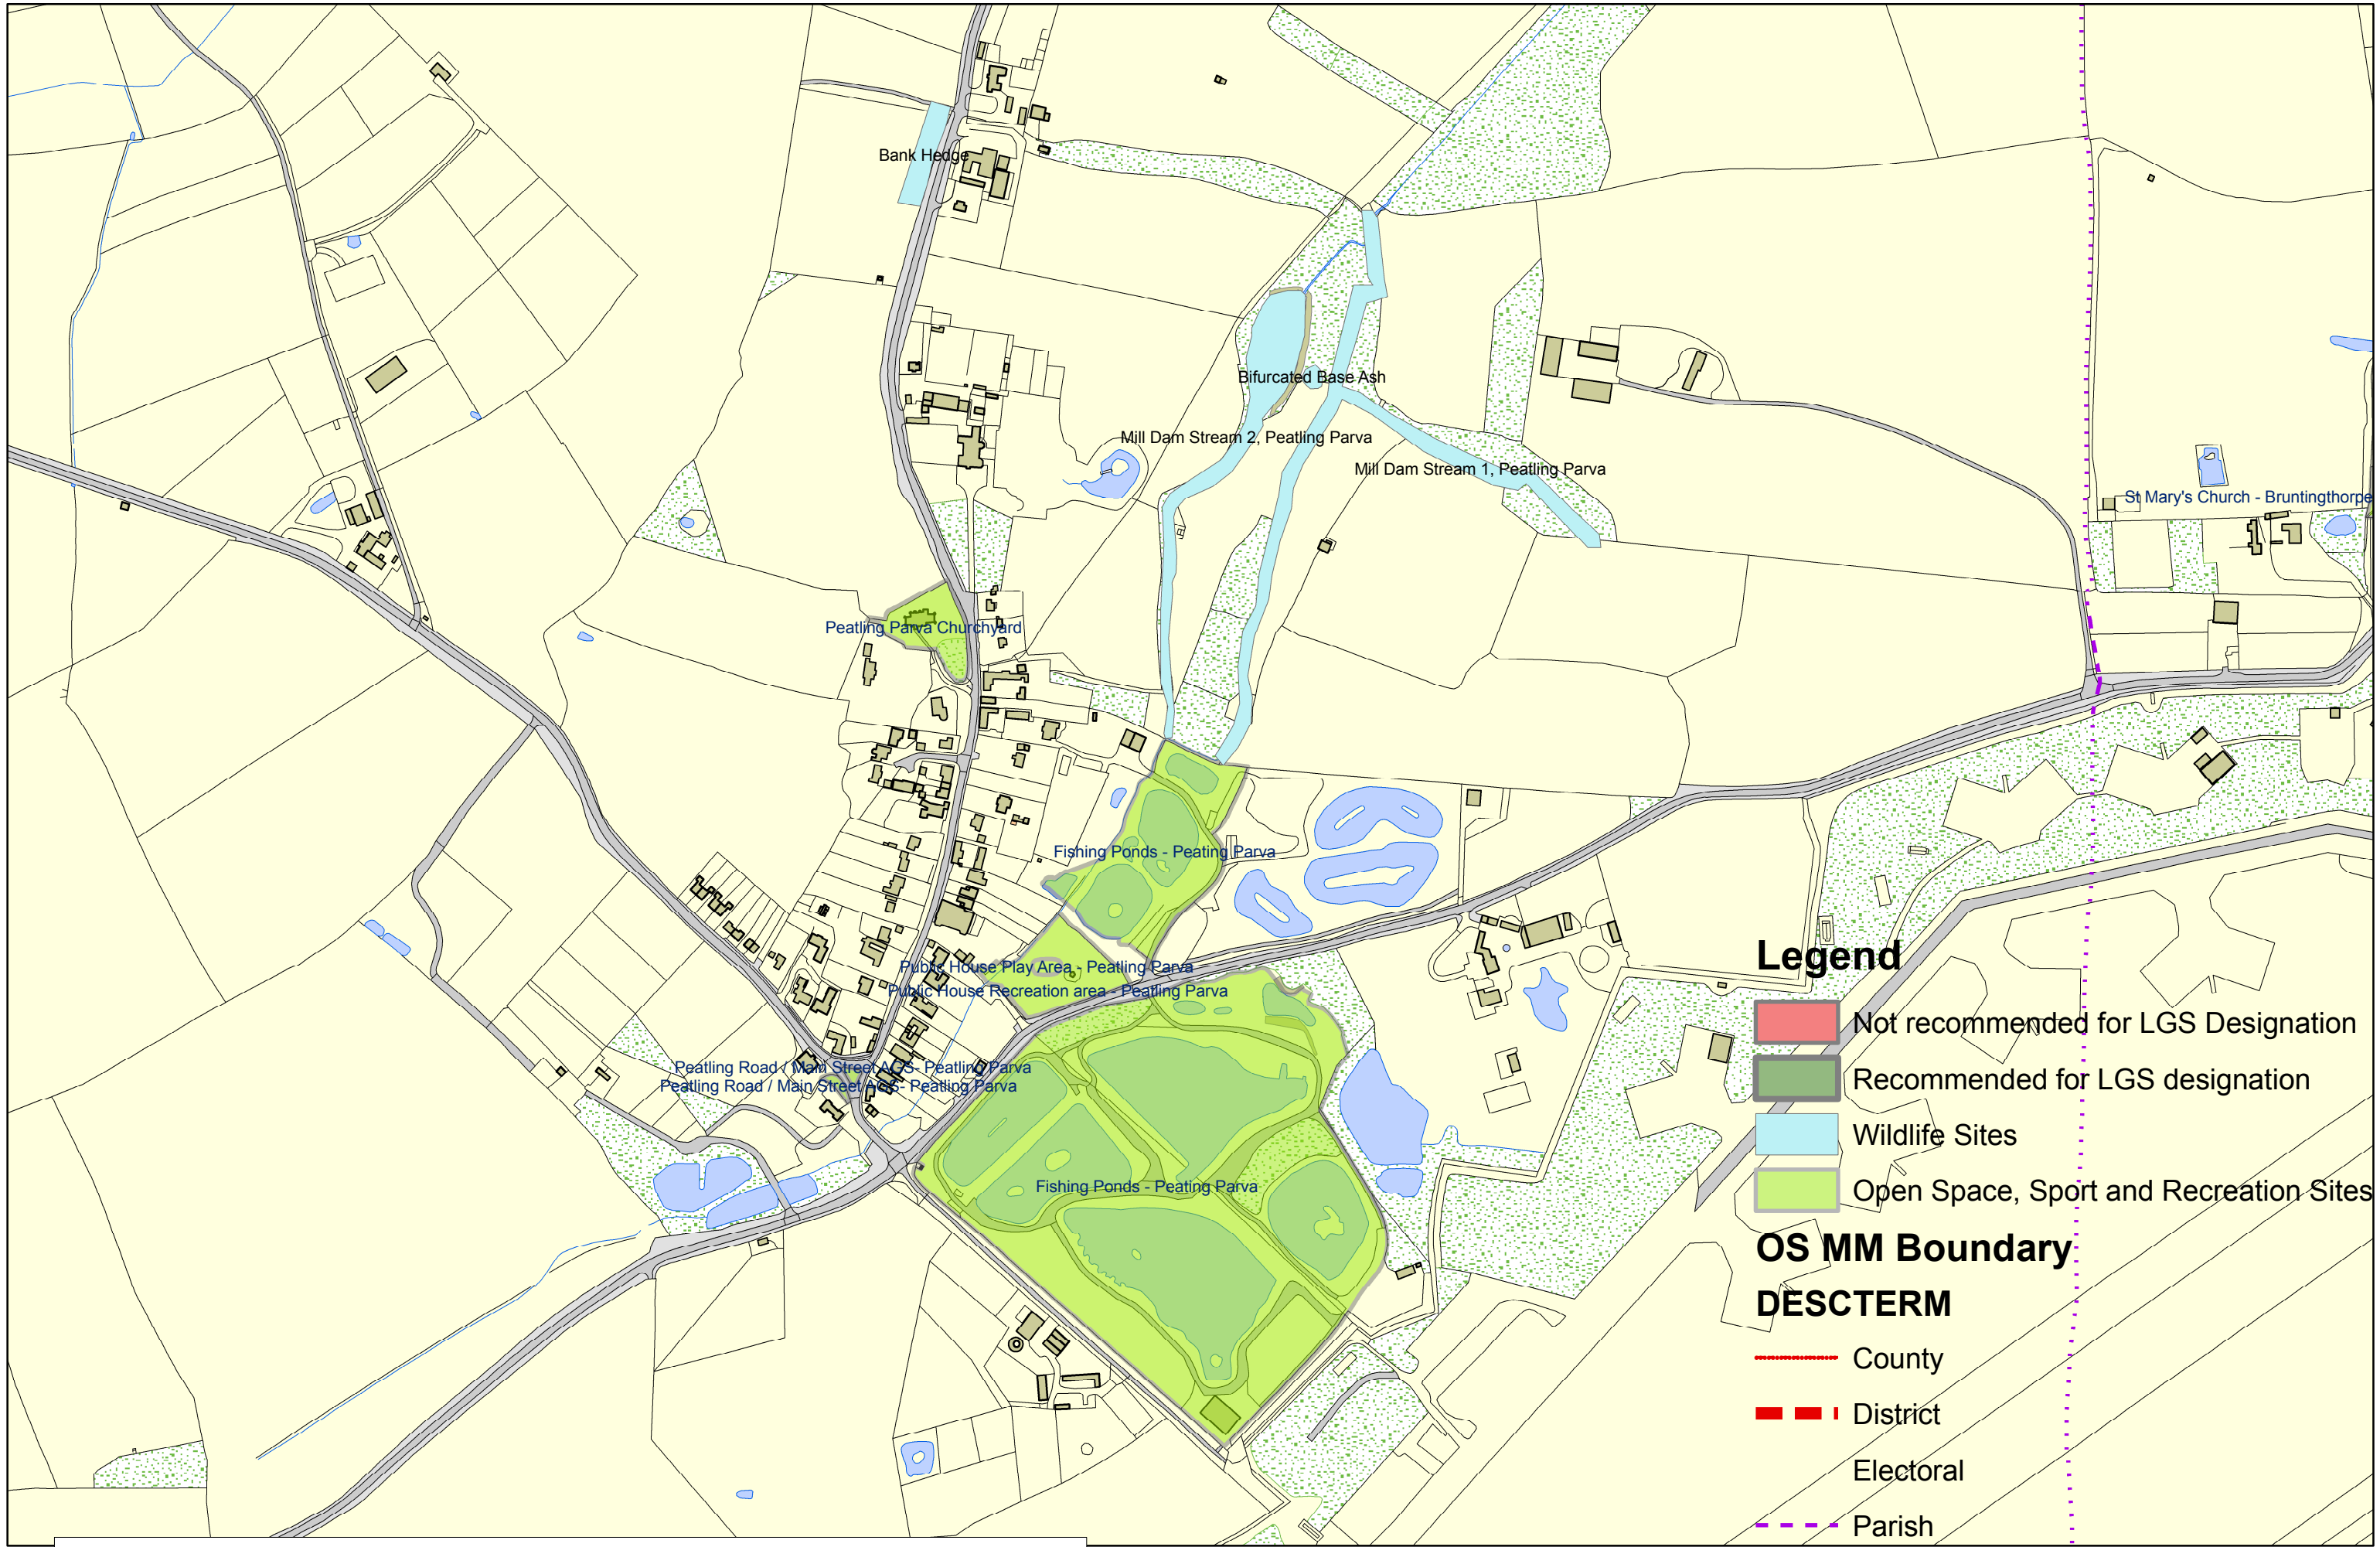 Bank Hedge
Bifurcated Base Ash
Mill Dam Stream 2, Peatling Parva
Mill Dam Stream 1, Peatling Parva
St Mary's Church - Bruntingthorpe
Peatling Parva Churchyard
Fishing Ponds - Peating Parva
Public House Play Area - Peatling Parva
Public House Recreation area - Peatling Parva
Peatling Road / Main Street AGS- Peatling Parva
Peatling Road / Main Street AGS- Peatling Parva
Fishing Ponds - Peating Parva
Legend
Not recommended for LGS Designation
Recommended for LGS designation
Wildlife Sites
Open Space, Sport and Recreation Sites
OS MM Boundary
DESCTERM
County
District
Electoral
Parish